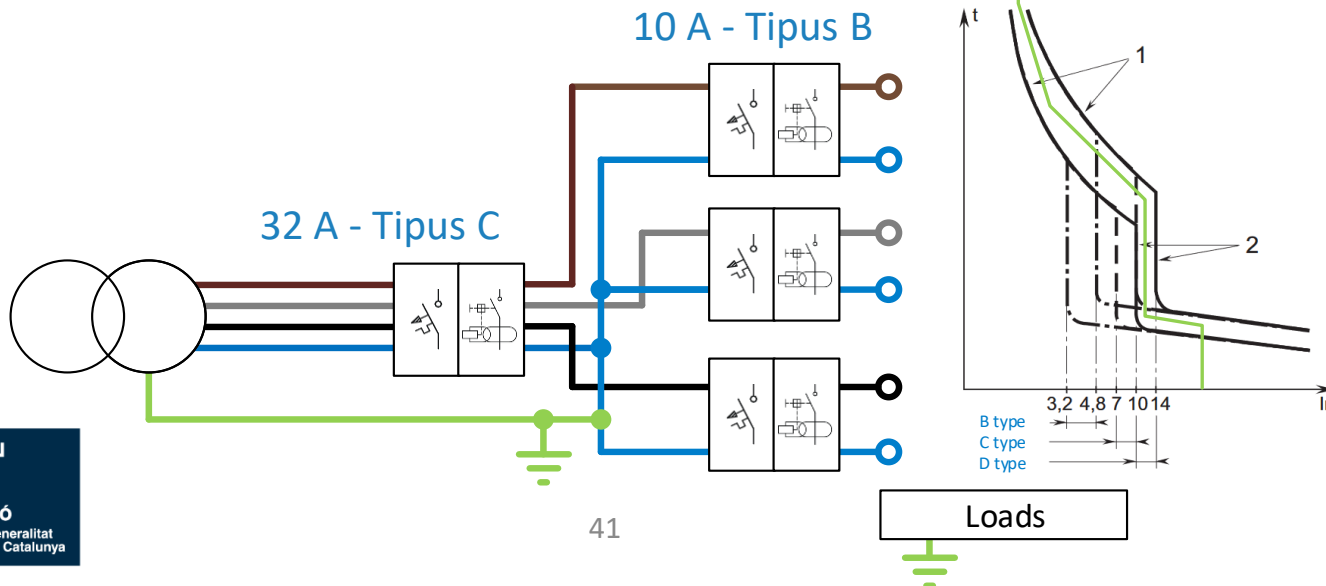 10 A - Tipus B
32 A - Tipus C
t
1
2
3,2 4,8 7 10 14
B type
C type
D type
Loads
41
ó
eneralitat
Catalunya